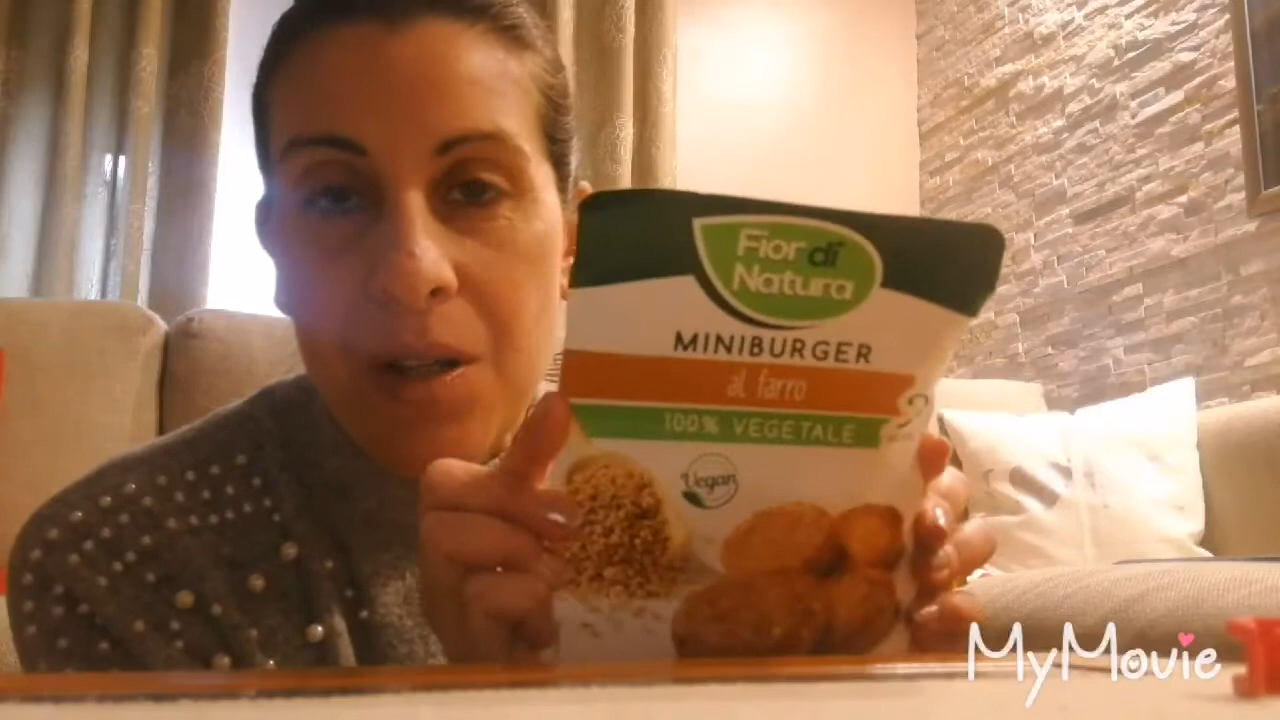 Fior di
Natura
MINIBURGER
al farro
100% VEGETALE
Vegan
MyMovie